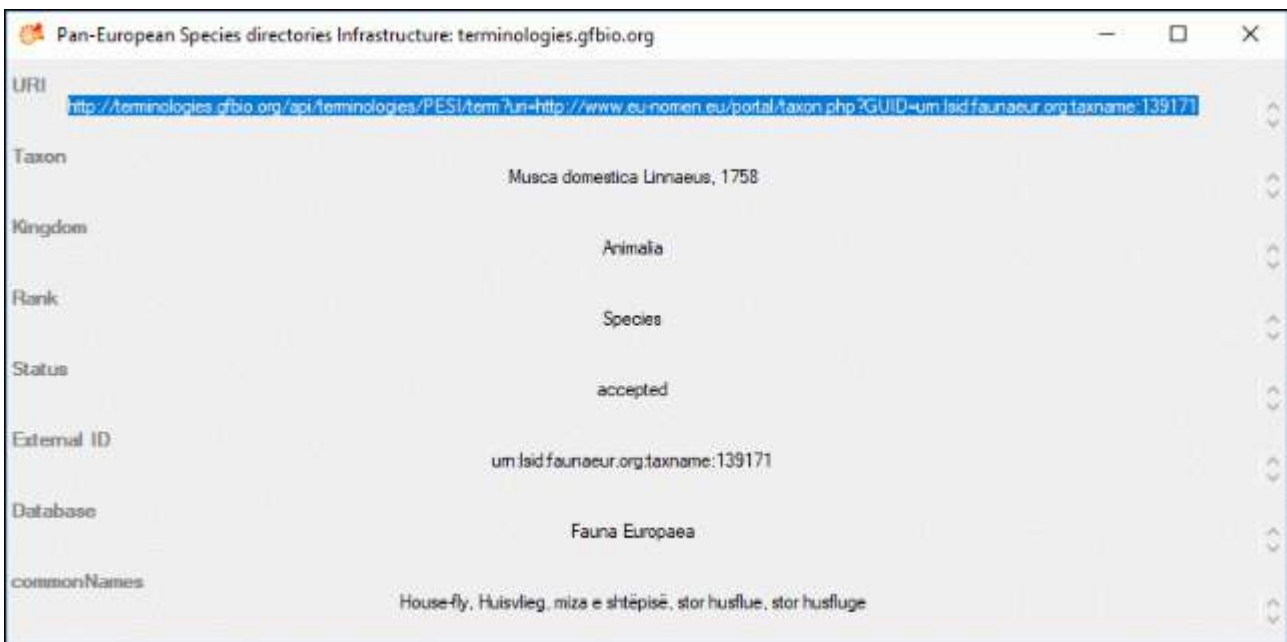 Pan-European Species directories Infrastructure: terminologies.gfbio.org
URI
http://terminologies.gfbio.org/api/terminologies/PESI/term?uri=http://www.eu-nomen.eu/portal/taxon.php?GUID=urn:lsid:faunaeur.org:taxname:139171
Taxon
Musca domestica Linnaeus, 1758
Kingdom
Animalia
Rank
Species
Status
accepted
External ID
urn:lsid:faunaeur.org:taxname:139171
Database
Fauna Europaea
commonNames
House-fly, Huisvlieg, miza e shtëpisë, stor husflue, stor husfluge